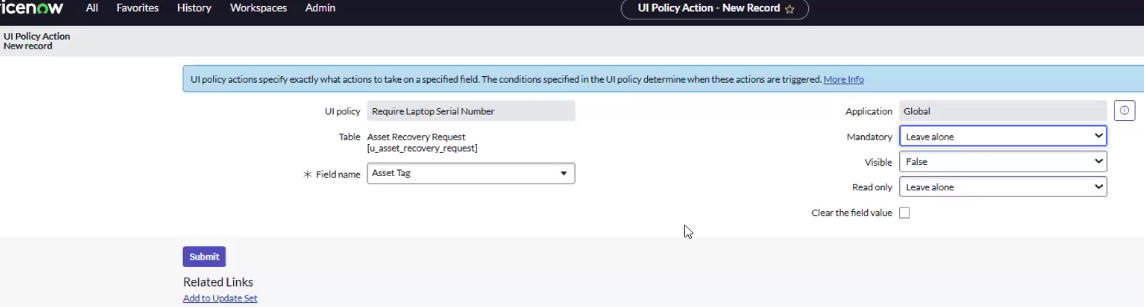 icenow All Favorites History Workspaces Admin UI Policy Action - New Record
UI Policy Action
New record
UI policy actions specify exactly what actions to take on a specified field. The conditions specified in the UI policy determine when these actions are triggered. More Info
UI policy Require Laptop Serial Number
Table Asset Recovery Request
[u_asset_recovery_request]
Field name Asset Tag
Application Global
Mandatory Leave alone
Visible False
Read only Leave alone
Clear the field value
Submit
Related Links
Add to Update Set